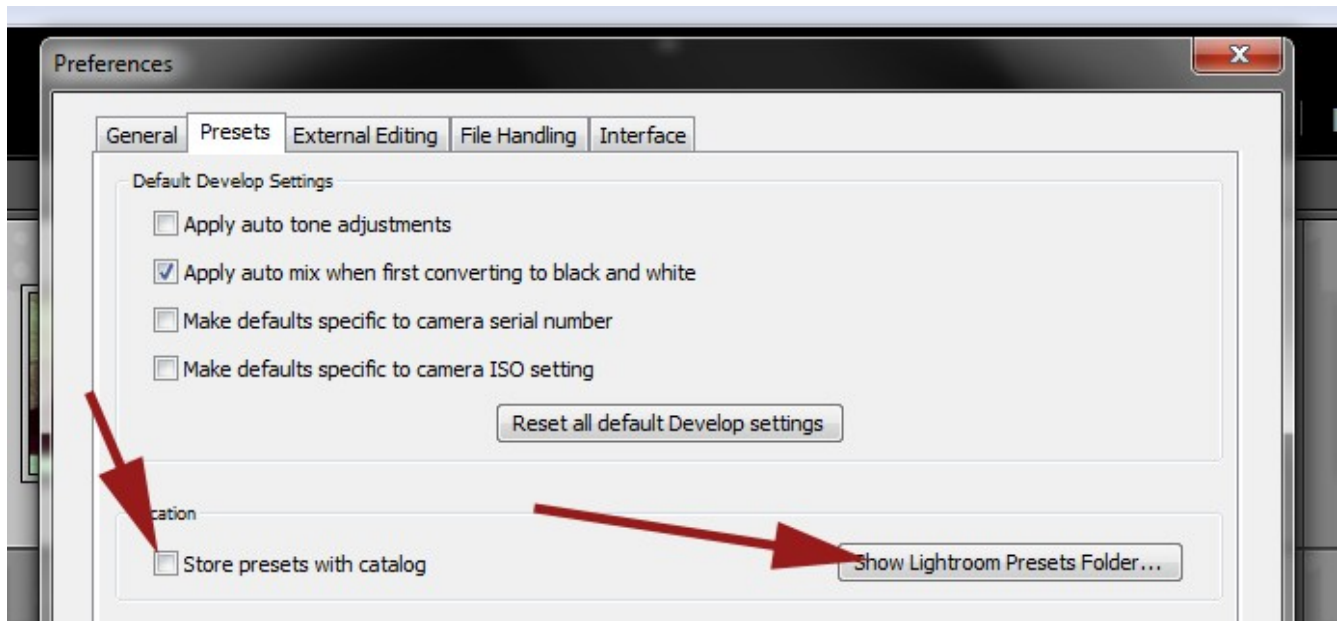 Preferences
General Presets External Editing File Handling Interface
Default Develop Settings
Apply auto tone adjustments
Apply auto mix when first converting to black and white
Make defaults specific to camera serial number
Make defaults specific to camera ISO setting
Reset all default Develop settings
cation
Store presets with catalog Show Lightroom Presets Folder...